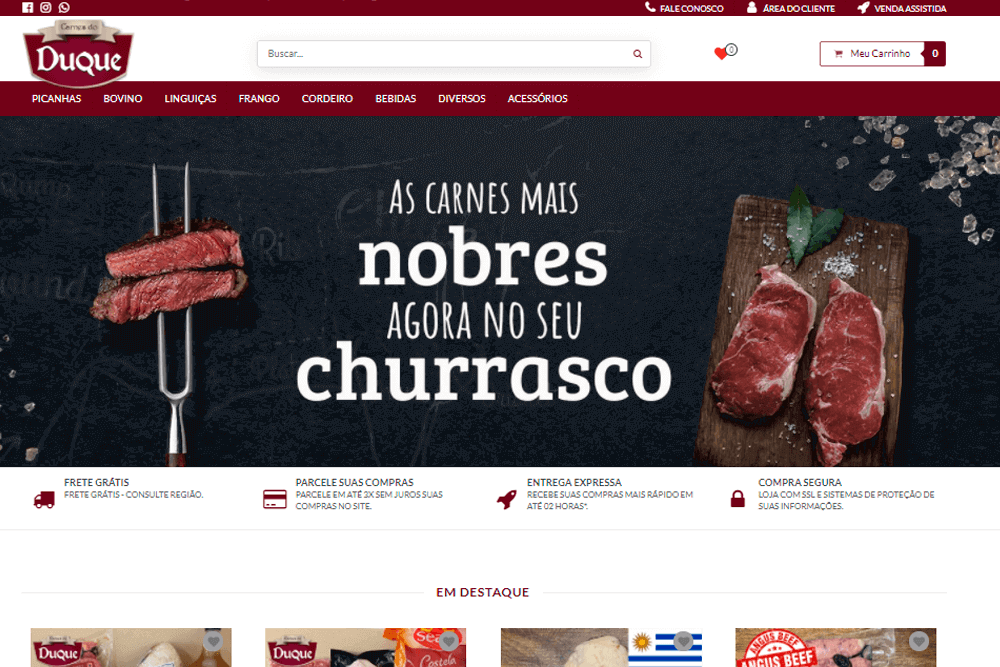 FALE CONOSCO
ÁREA DO CLIENTE
VENDA ASSISTIDA
Carnes do
Duque
Buscar...
0
Meu Carrinho
0
PICANHAS
BOVINO
LINGUIÇAS
FRANGO
CORDEIRO
BEBIDAS
DIVERSOS
ACESSÓRIOS
AS CARNES MAIS
nobres
AGORA NO SEU
churrasco
FRETE GRÁTIS
FRETE GRÁTIS - CONSULTE REGIÃO.
PARCELE SUAS COMPRAS
PARCELE EM ATÉ 3X SEM JUROS SUAS
COMPRAS NO SITE.
ENTREGA EXPRESSA
RECEBE SUAS COMPRAS MAIS RÁPIDO EM
ATÉ 02 HORAS*.
COMPRA SEGURA
LOJA COM SSL E SISTEMAS DE PROTEÇÃO DE
SUAS INFORMAÇÕES.
EM DESTAQUE
Duque
Duque
Costela
ANGUS BEEF
ANGUS BEEF